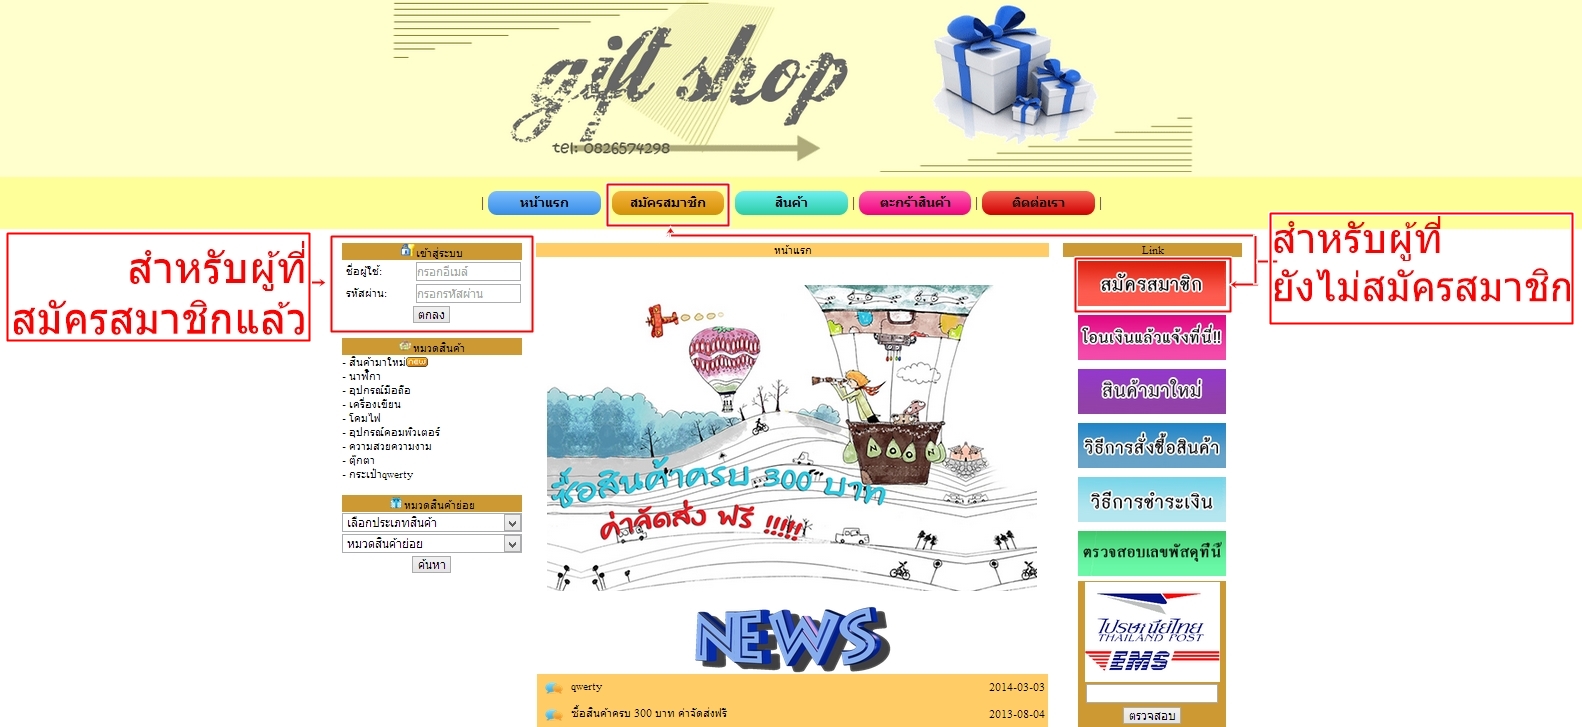 gift shop
tel: 0826574298
| หน้าแรก สมัครสมาชิก สินค้า | ตะกร้าสินค้า | ติดต่อเรา |
สำหรับผู้ที่
สมัครสมาชิกแล้ว
เข้าสู่ระบบ
ชื่อผู้ใช้: กรอกอีเมล์
รหัสผ่าน: กรอกรหัสผ่าน
ตกลง
หมวดสินค้า
- สินค้ามาใหม่ new
- นาฬิกา
- อุปกรณ์มือถือ
- เครื่องเขียน
- โคมไฟ
- อุปกรณ์คอมพิวเตอร์
- ความสวยความงาม
- ตุ๊กตา
- กระเป๋าqwerty
หมวดสินค้าย่อย
เลือกประเภทสินค้า
หมวดสินค้าย่อย
ค้นหา
หน้าแรก
NOON
ซื้อสินค้าครบ 300 บาท
ค่าจัดส่ง ฟรี !!!!!
NEWS
qwerty 2014-03-03
ซื้อสินค้าครบ 300 บาท ค่าจัดส่งฟรี 2013-08-04
Link
สมัครสมาชิก
โอนเงินแล้วแจ้งที่นี่!!
สินค้ามาใหม่
วิธีการสั่งซื้อสินค้า
วิธีการชำระเงิน
ตรวจสอบเลขพัสดุที่นี่
ไปรษณีย์ไทย
THAILAND POST
EMS
ตรวจสอบ
สำหรับผู้ที่
ยังไม่สมัครสมาชิก